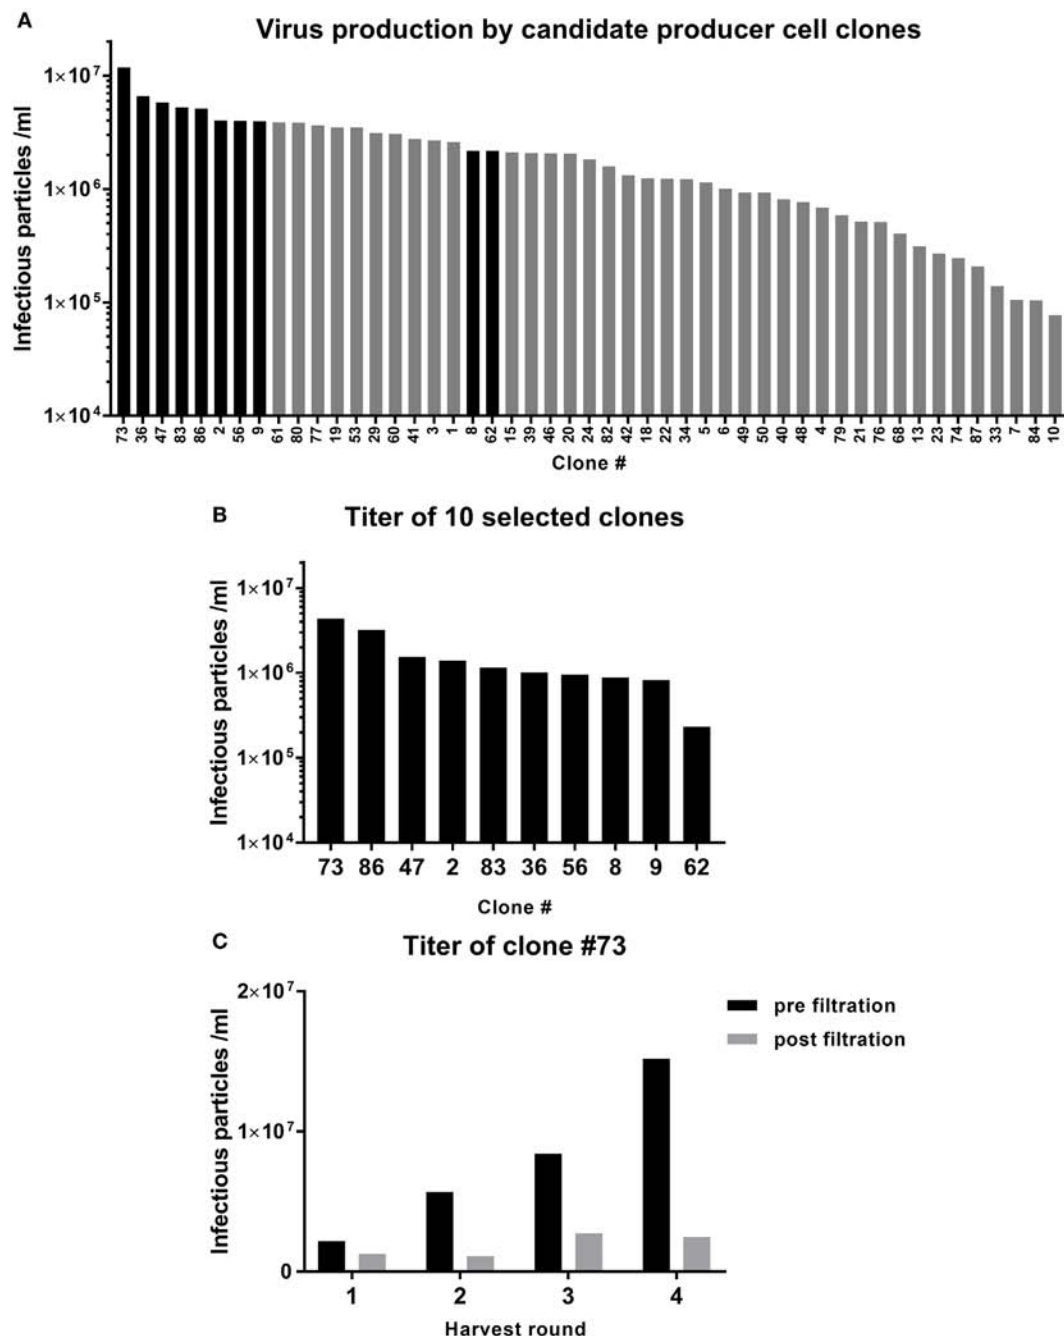 A
Virus production by candidate producer cell clones
Infectious particles /ml
1×10⁷
1×10⁶
1×10⁵
1×10⁴
73 36 47 83 86 2 56 9 61 80 77 19 53 29 60 41 3 1 8 62 15 39 46 20 24 82 42 18 22 34 5 6 49 50 40 48 4 79 21 76 68 13 23 74 87 33 7 84 10
Clone #
B
Titer of 10 selected clones
Infectious particles /ml
1×10⁷
1×10⁶
1×10⁵
1×10⁴
73 86 47 2 83 36 56 8 9 62
Clone #
C
Titer of clone #73
Infectious particles /ml
2×10⁷
1×10⁷
0
1 2 3 4
Harvest round
pre filtration
post filtration